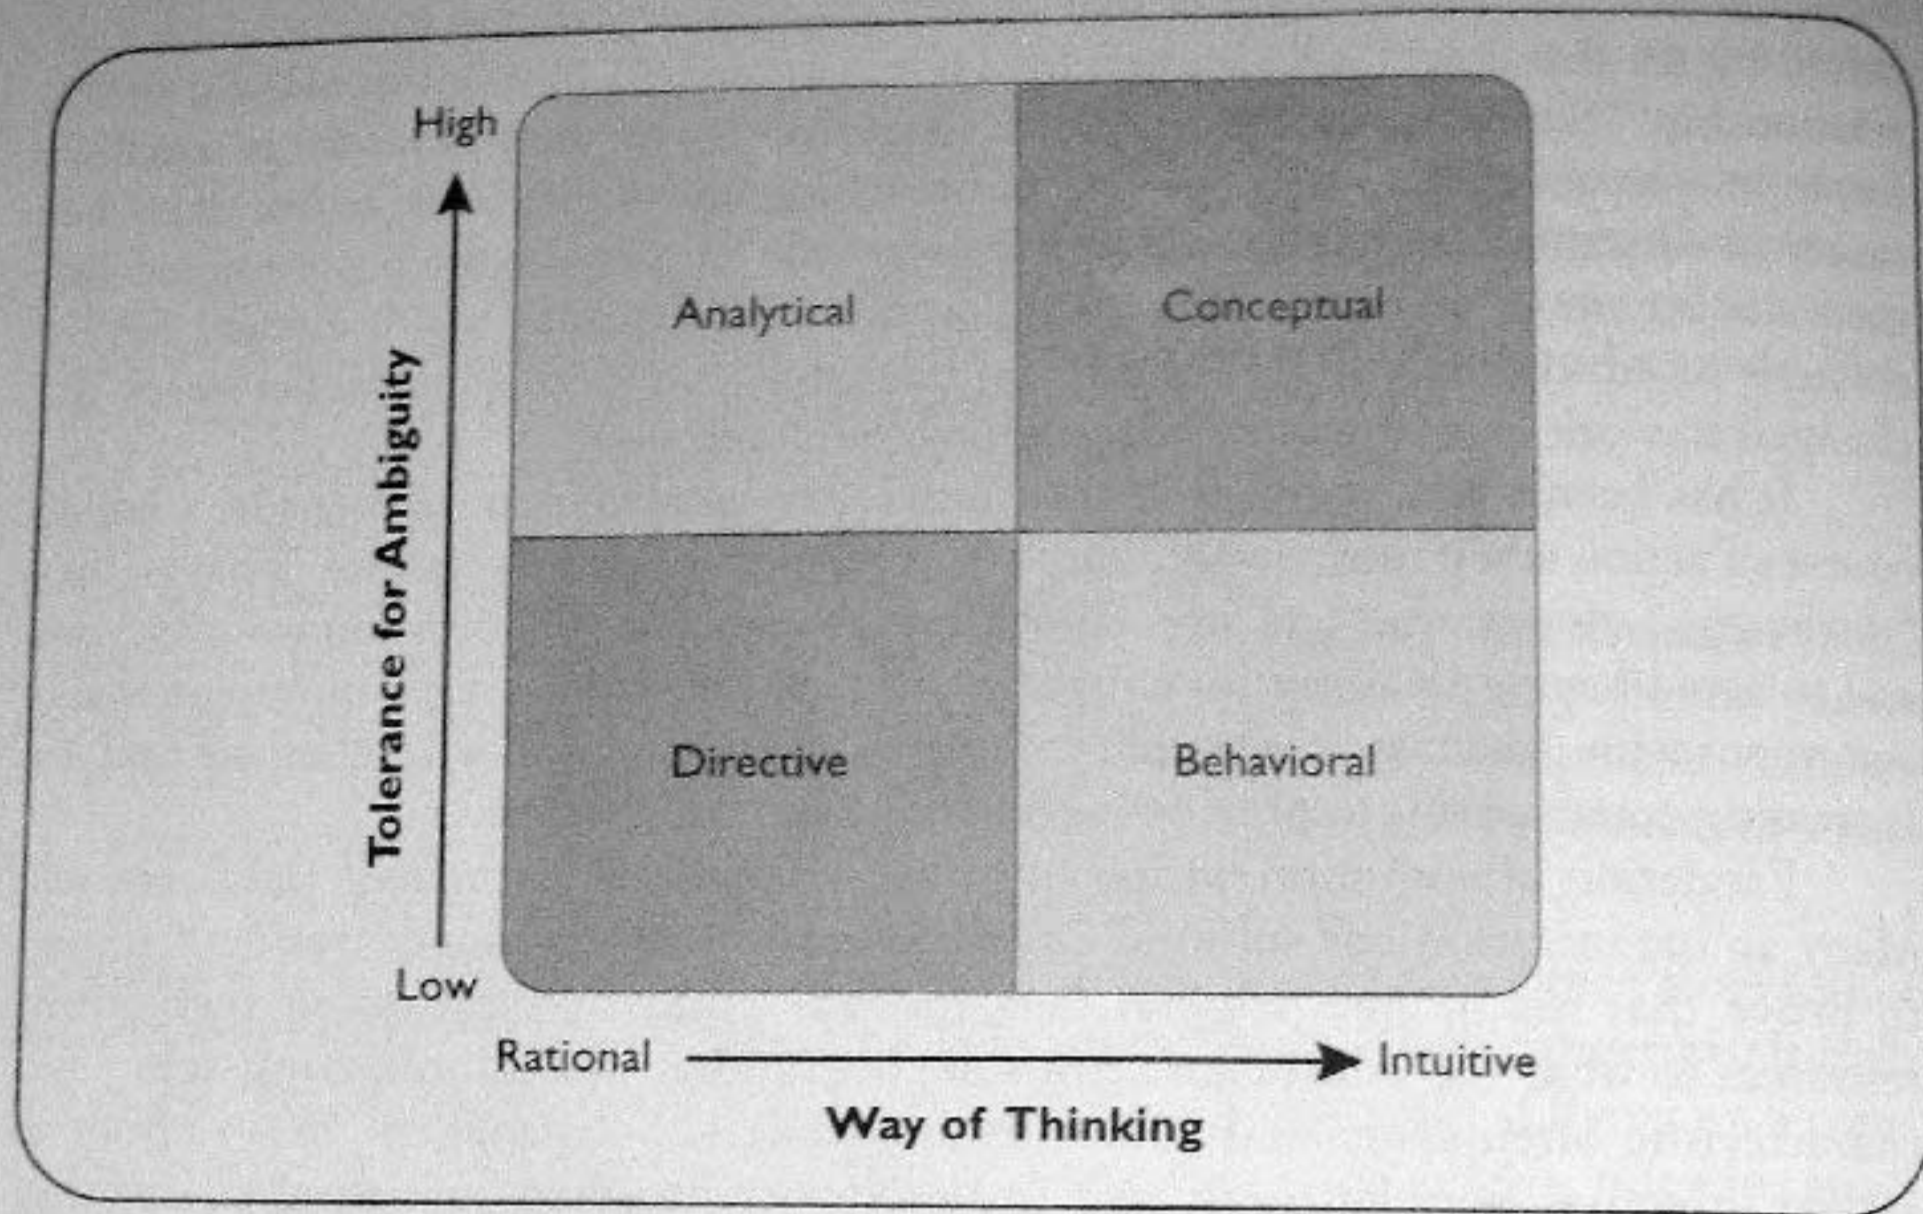 High
Analytical
Conceptual
Tolerance for Ambiguity
Directive
Behavioral
Low
Rational
Intuitive
Way of Thinking